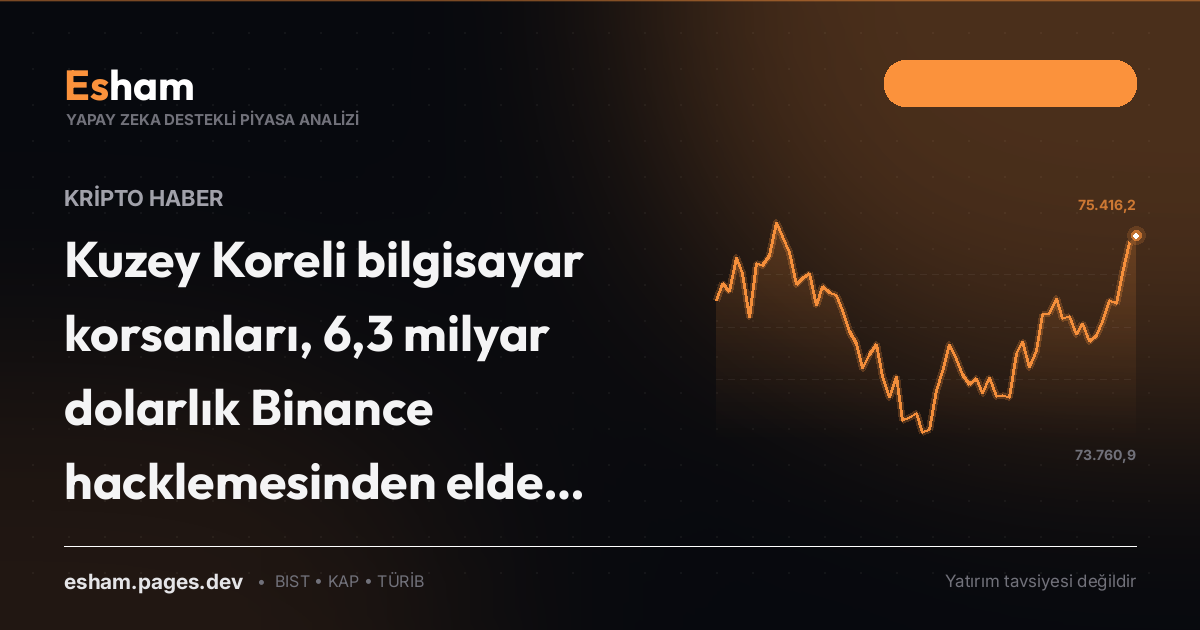 Esham
YAPAY ZEKA DESTEKLİ PİYASA ANALİZİ
KRİPTO HABER
Kuzey Koreli bilgisayar
korsanları, 6,3 milyar
dolarlık Binance
hacklemesinden elde...
75.416,2
73.760,9
esham.pages.dev • BIST • KAP • TÜRİB
Yatırım tavsiyesi değildir